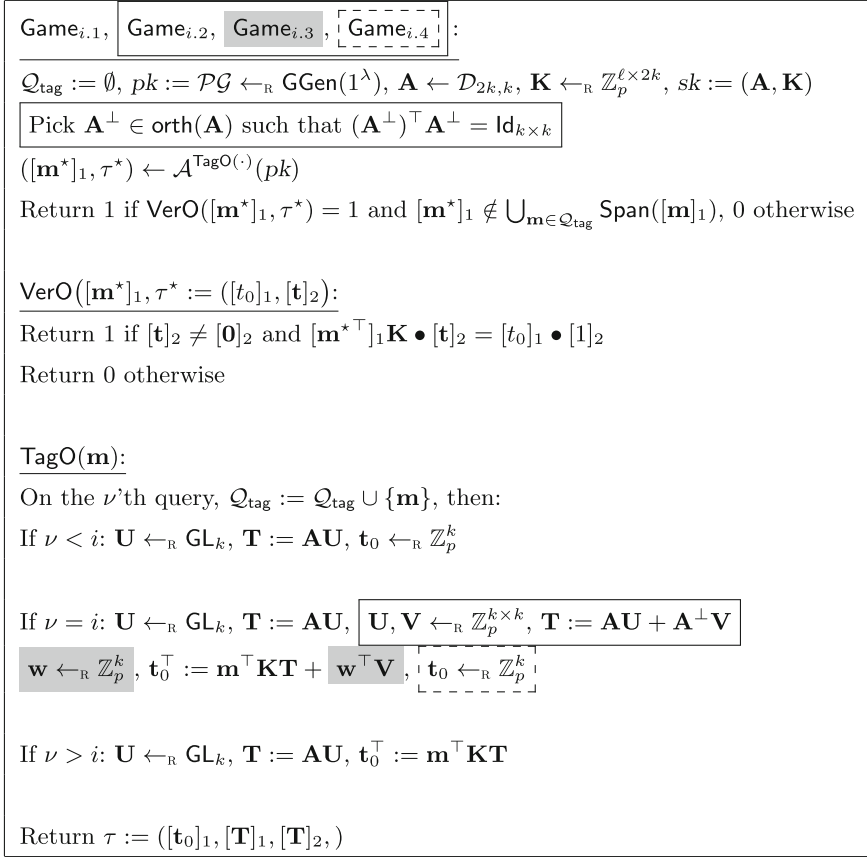 Game_{i.1}, Game_{i.2}, Game_{i.3}, Game_{i.4} :
𝒬_tag := ∅, pk := 𝒫𝒢 ←_R GGen(1^λ), 𝐀 ← 𝒟_{2k,k}, 𝐊 ←_R ℤ_p^{ℓ×2k}, sk := (𝐀, 𝐊)
Pick 𝐀^⊥ ∈ orth(𝐀) such that (𝐀^⊥)^⊤𝐀^⊥ = Id_{k×k}
([𝐦^⋆]_1, τ^⋆) ← 𝒜^{TagO(·)}(pk)
Return 1 if VerO([𝐦^⋆]_1, τ^⋆) = 1 and [𝐦^⋆]_1 ∉ ⋃_{𝐦∈𝒬_tag} Span([𝐦]_1), 0 otherwise
VerO([𝐦^⋆]_1, τ^⋆ := ([t_0]_1, [𝐭]_2):
Return 1 if [𝐭]_2 ≠ [𝟎]_2 and [𝐦^{⋆⊤}]_1𝐊 • [𝐭]_2 = [t_0]_1 • [1]_2
Return 0 otherwise
TagO(𝐦):
On the ν'th query, 𝒬_tag := 𝒬_tag ∪ {𝐦}, then:
If ν < i: 𝐔 ←_R GL_k, 𝐓 := 𝐀𝐔, 𝐭_0 ←_R ℤ_p^k
If ν = i: 𝐔 ←_R GL_k, 𝐓 := 𝐀𝐔, 𝐔, 𝐕 ←_R ℤ_p^{k×k}, 𝐓 := 𝐀𝐔 + 𝐀^⊥𝐕
𝐰 ←_R ℤ_p^k, 𝐭_0^⊤ := 𝐦^⊤𝐊𝐓 + 𝐰^⊤𝐕, 𝐭_0 ←_R ℤ_p^k
If ν > i: 𝐔 ←_R GL_k, 𝐓 := 𝐀𝐔, 𝐭_0^⊤ := 𝐦^⊤𝐊𝐓
Return τ := ([𝐭_0]_1, [𝐓]_1, [𝐓]_2, )